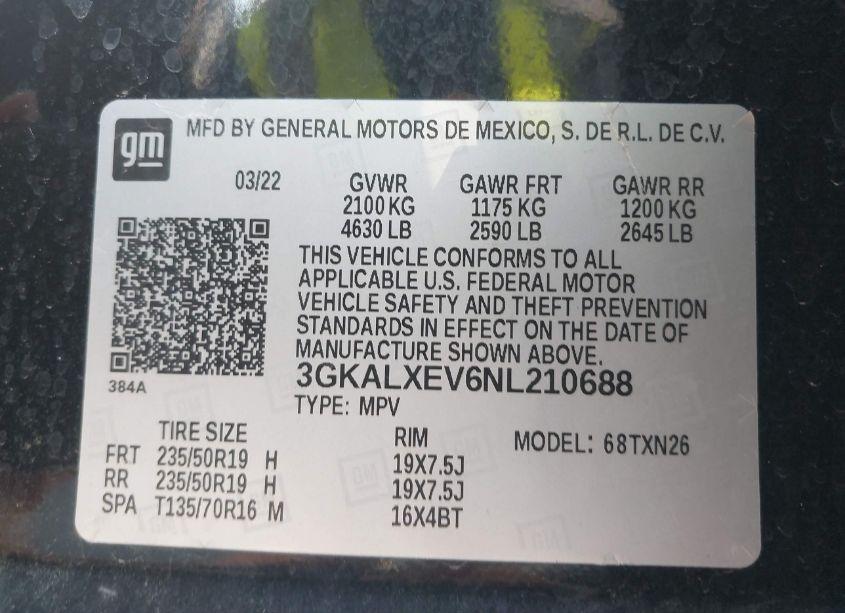 gm
MFD BY GENERAL MOTORS DE MEXICO, S. DE R.L. DE C.V.
03/22 GVWR GAWR FRT GAWR RR
2100 KG 1175 KG 1200 KG
4630 LB 2590 LB 2645 LB
THIS VEHICLE CONFORMS TO ALL
APPLICABLE U.S. FEDERAL MOTOR
VEHICLE SAFETY AND THEFT PREVENTION
STANDARDS IN EFFECT ON THE DATE OF
MANUFACTURE SHOWN ABOVE.
384A
3GKALXEV6NL210688
TYPE: MPV
TIRE SIZE RIM MODEL: 68TXN26
FRT 235/50R19 H 19X7.5J
RR 235/50R19 H 19X7.5J
SPA T135/70R16 M 16X4BT